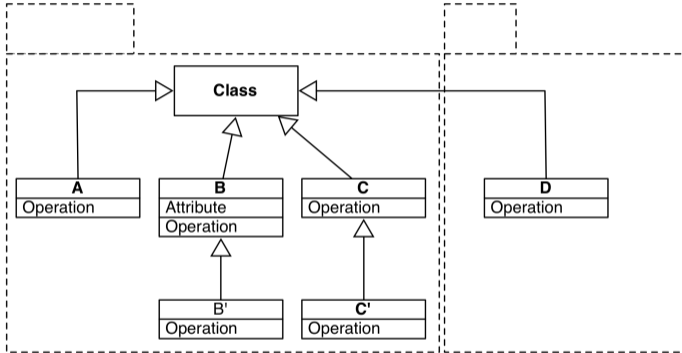 Class
A
Operation
B
Attribute
Operation
C
Operation
D
Operation
B'
Operation
C'
Operation